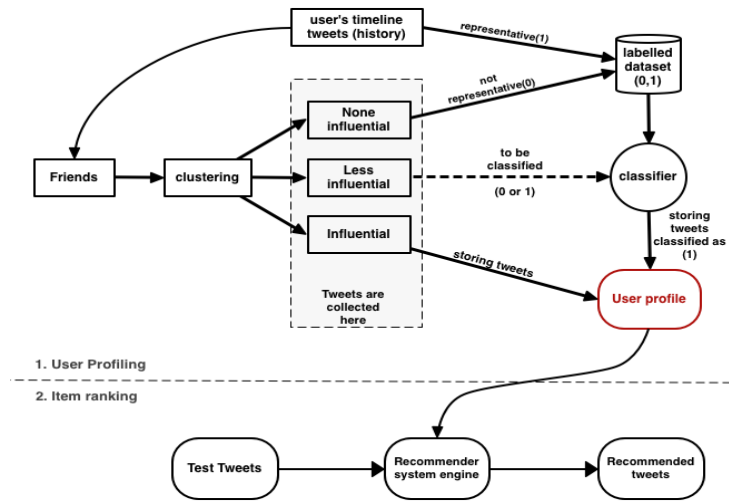 user's timeline
tweets (history)
representative(1)
labelled
dataset
(0,1)
not
representative(0)
None
influential
Friends
clustering
Less
influential
to be
classified
(0 or 1)
classifier
Influential
storing
tweets
classified as
(1)
storing tweets
User profile
Tweets are
collected
here
1. User Profiling
2. Item ranking
Test Tweets
Recommender
system engine
Recommended
tweets